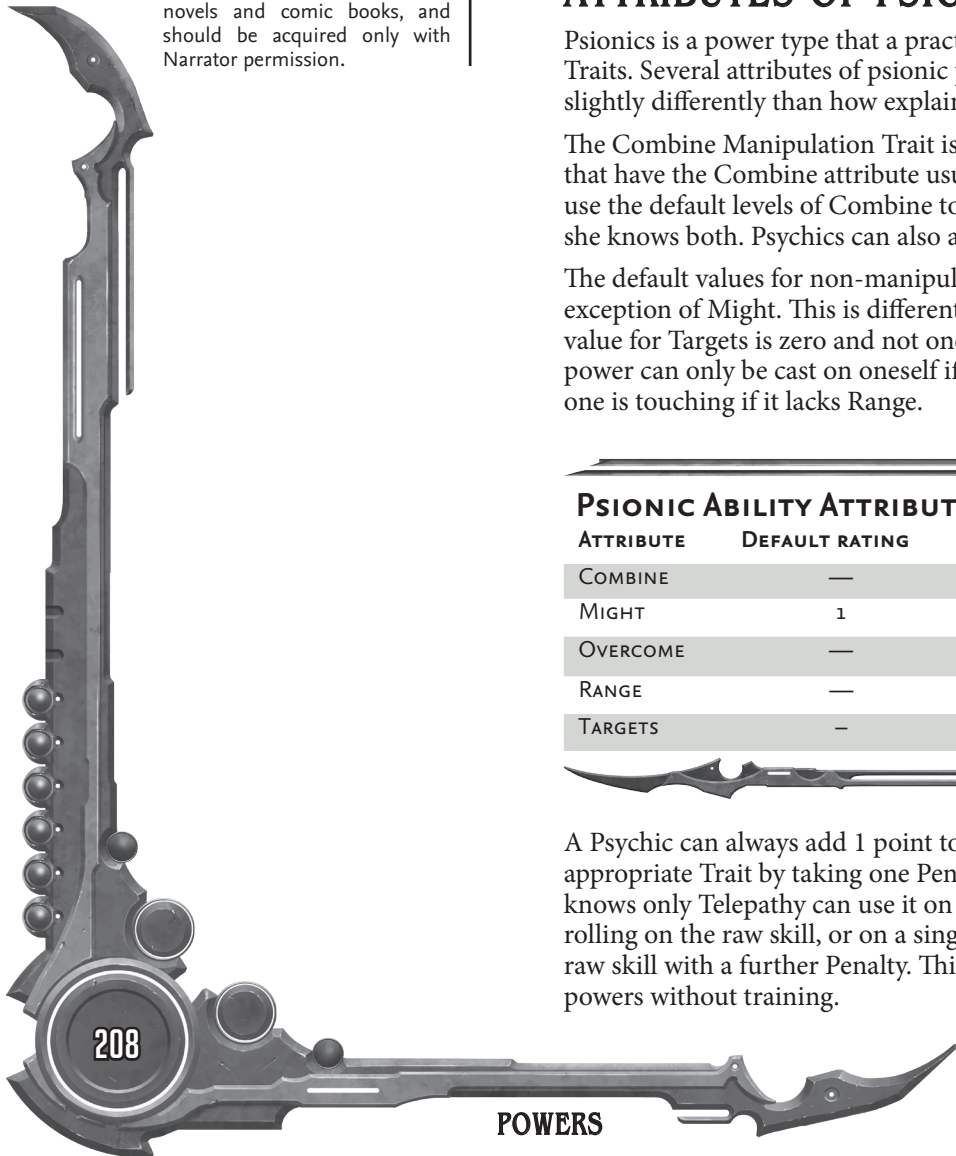 novels and comic books, and
should be acquired only with
Narrator permission.
Psionics is a power type that a pract
Traits. Several attributes of psionic
slightly differently than how explain
The Combine Manipulation Trait is
that have the Combine attribute usu
use the default levels of Combine to
she knows both. Psychics can also a
The default values for non-manipul
exception of Might. This is different
value for Targets is zero and not one
power can only be cast on oneself if
one is touching if it lacks Range.
PSIONIC ABILITY ATTRIBUT
ATTRIBUTE DEFAULT RATING
COMBINE —
MIGHT 1
OVERCOME —
RANGE —
TARGETS –
A Psychic can always add 1 point to
appropriate Trait by taking one Pen
knows only Telepathy can use it on
rolling on the raw skill, or on a sing
raw skill with a further Penalty. Thi
powers without training.
208
POWERS